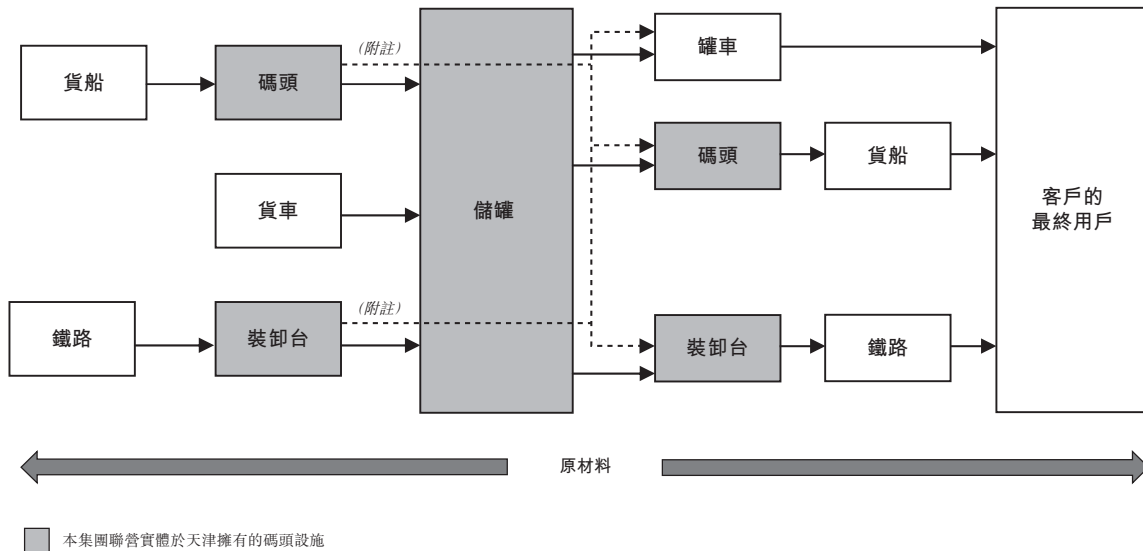 貨船
碼頭
(附註)
貨車
鐵路
裝卸台
(附註)
儲罐
罐車
碼頭
貨船
裝卸台
鐵路
客戶的
最終用戶
原材料
本集團聯營實體於天津擁有的碼頭設施